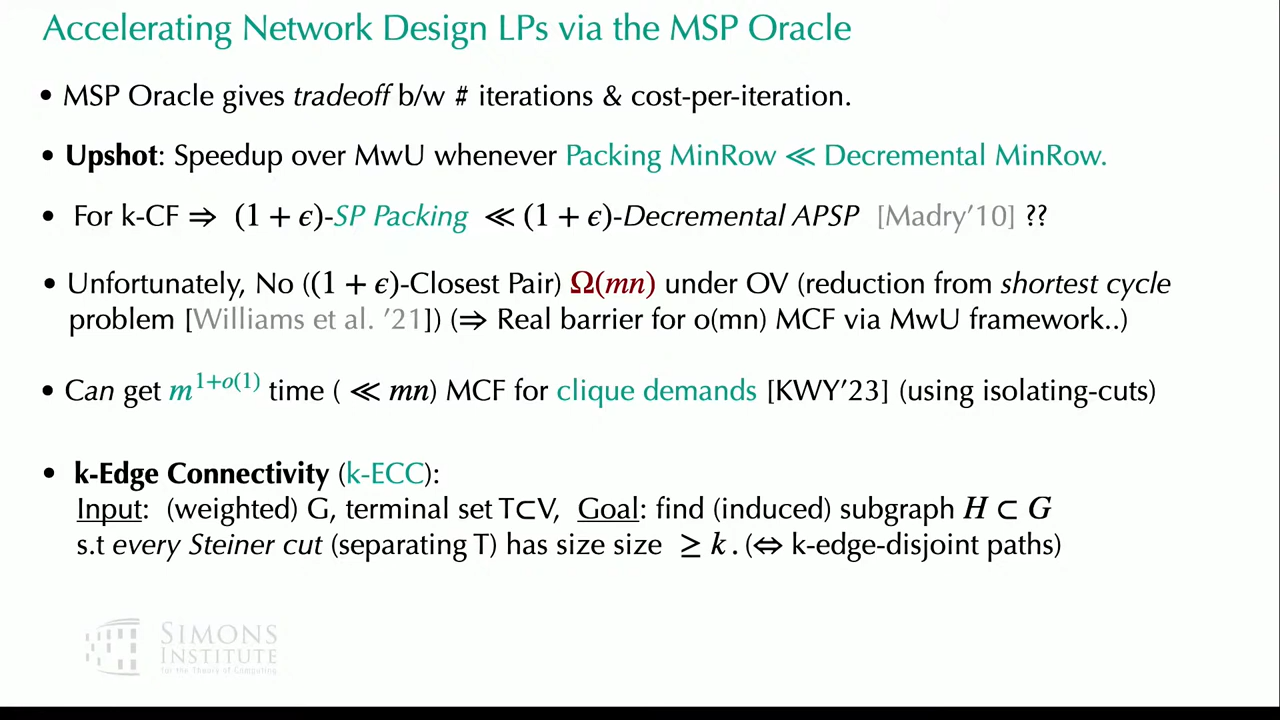 Accelerating Network Design LPs via the MSP Oracle
• MSP Oracle gives tradeoff b/w # iterations & cost-per-iteration.
• Upshot: Speedup over MwU whenever Packing MinRow ≪ Decremental MinRow.
• For k-CF ⇒ (1 + ϵ)-SP Packing ≪ (1 + ϵ)-Decremental APSP [Madry'10] ??
• Unfortunately, No ((1 + ϵ)-Closest Pair) Ω(mn) under OV (reduction from shortest cycle
problem [Williams et al. '21]) (⇒ Real barrier for o(mn) MCF via MwU framework..)
• Can get m^{1+o(1)} time ( ≪ mn) MCF for clique demands [KWY'23] (using isolating-cuts)
• k-Edge Connectivity (k-ECC):
Input: (weighted) G, terminal set T⊂V, Goal: find (induced) subgraph H ⊂ G
s.t every Steiner cut (separating T) has size size ≥ k . (⇔ k-edge-disjoint paths)
SIMONS
INSTITUTE
for the Theory of Computing